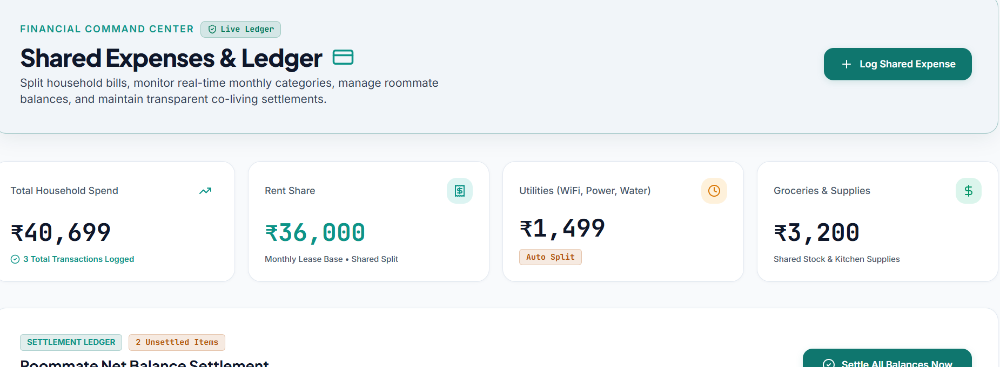 FINANCIAL COMMAND CENTER
Live Ledger
Shared Expenses & Ledger
Split household bills, monitor real-time monthly categories, manage roommate
balances, and maintain transparent co-living settlements.
Log Shared Expense
Total Household Spend
₹40,699
3 Total Transactions Logged
Rent Share
₹36,000
Monthly Lease Base • Shared Split
Utilities (WiFi, Power, Water)
₹1,499
Auto Split
Groceries & Supplies
₹3,200
Shared Stock & Kitchen Supplies
SETTLEMENT LEDGER
2 Unsettled Items
Roommate Net Balance Settlement
Settle All Balances Now